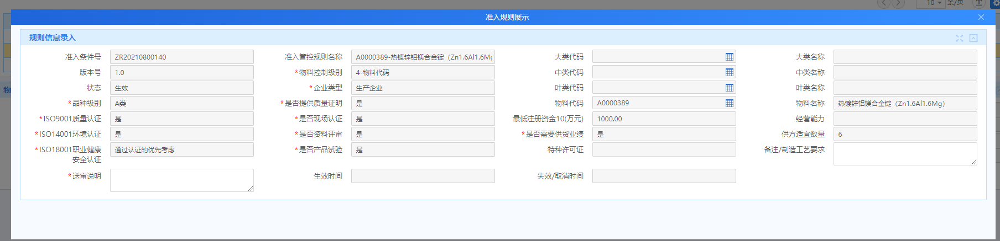 10 条/页
准入规则展示
规则信息录入
准入条件号 ZR20210800140 准入管控规则名称 A0000389-热镀锌铝镁合金锭（Zn1.6Al1.6Mg 大类代码 大类名称
版本号 1.0 *物料控制级别 4-物料代码 中类代码 中类名称
状态 生效 *企业类型 生产企业 叶类代码 叶类名称
*品种级别 A类 *是否提供质量证明 是 物料代码 A0000389 物料名称 热镀锌铝镁合金锭（Zn1.6Al1.6Mg）
*ISO9001质量认证 是 *是否现场认证 是 最低注册资金10(万元) 1000.00 经营能力
*ISO14001环境认证 是 *是否资料评审 是 *是否需要供货业绩 是 供方适宜数量 6
*ISO18001职业健康 通过认证的优先考虑 *是否产品试验 是 特种许可证 备注/制造工艺要求
安全认证
*送审说明 生效时间 失效/取消时间
物